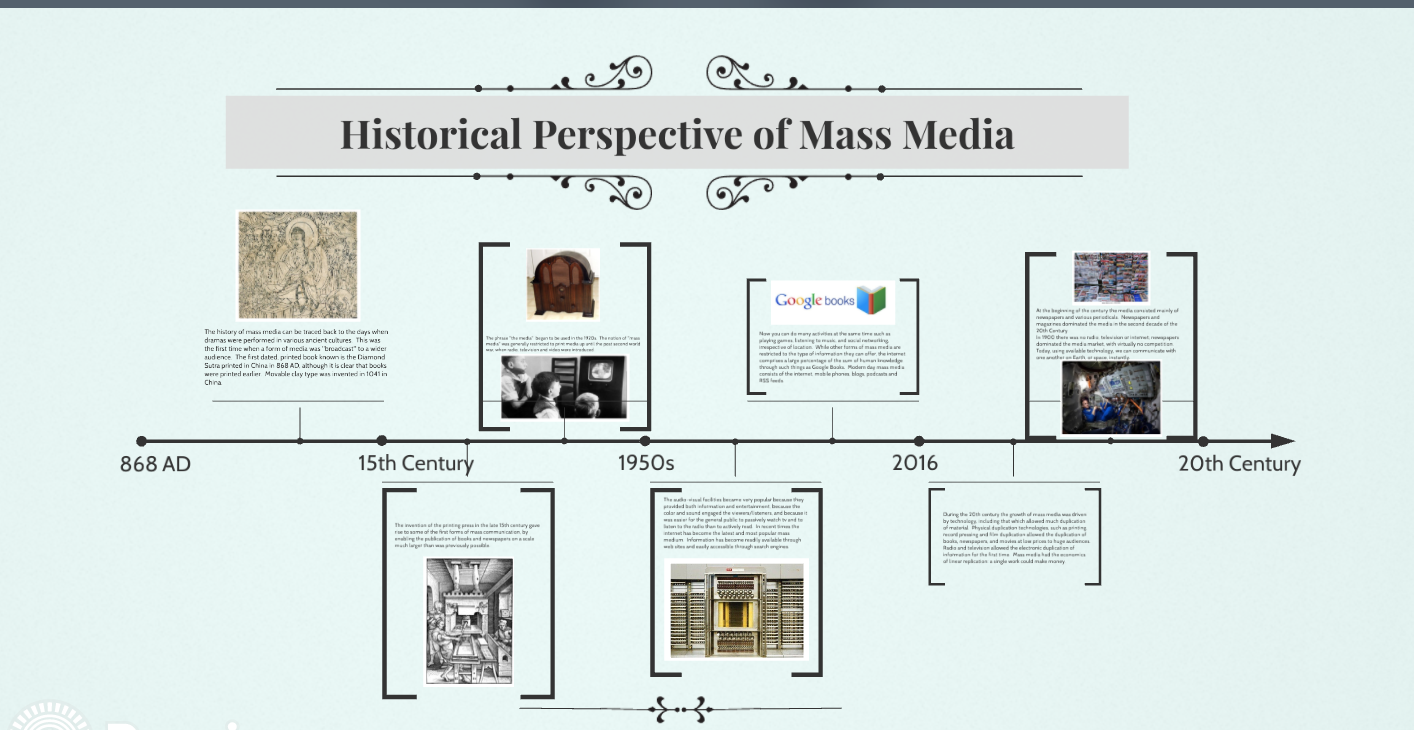 Historical Perspective of Mass Media
The history of mass media can be traced back to the days when
dramas were performed in various ancient cultures. This was
the first time when a form of media was "broadcast" to a wider
audience. The first dated printed book known is the Diamond
Sutra printed in China in 868 AD, although it is clear that books
were printed earlier. Movable clay type was invented in 1041 in
China.
The phrase "the media" began to be used in the 1920s. The notion of "mass
media" was generally restricted to print media up until the post second world
war, when radio, television and video were introduced
Google books
Now you can do many activities at the same time such as
playing games, listening to music, and social networking,
irrespective of location. While other forms of mass media are
restricted to the type of information they can offer, the internet
comprises a large percentage of the sum of human knowledge
through such things as Google Books. Modern day mass media
consists of the internet, mobile phones, blogs, podcasts and
RSS feeds.
At the beginning of the century the media consisted mainly of
newspapers and various periodicals. Newspapers and
magazines dominated the media in the second decade of the
20th Century.
In 1900 there was no radio, television or internet, newspapers
dominated the media market, with virtually no competition
Today, using available technology, we can communicate with
one another on Earth, or space, instantly.
868 AD
15th Century
1950s
2016
20th Century
The invention of the printing press in the late 15th century gave
rise to some of the first forms of mass communication, by
enabling the publication of books and newspapers on a scale
much larger than was previously possible
The audio-visual facilities became very popular because they
provided both information and entertainment, because the
color and sound engaged the viewers/listeners, and because it
was easier for the general public to passively watch tv and to
listen to the radio than to actively read. In recent times the
internet has become the latest and most popular mass
medium. Information has become readily available through
web sites and easily accessible through search engines
During the 20th century the growth of mass media was driven
by technology, including that which allowed much duplication
of material. Physical duplication technologies, such as printing,
record pressing and film duplication allowed the duplication of
books, newspapers, and movies at low prices to huge audiences.
Radio and television allowed the electronic duplication of
information for the first time. Mass media had the economics
of linear replication: a single work could make money.